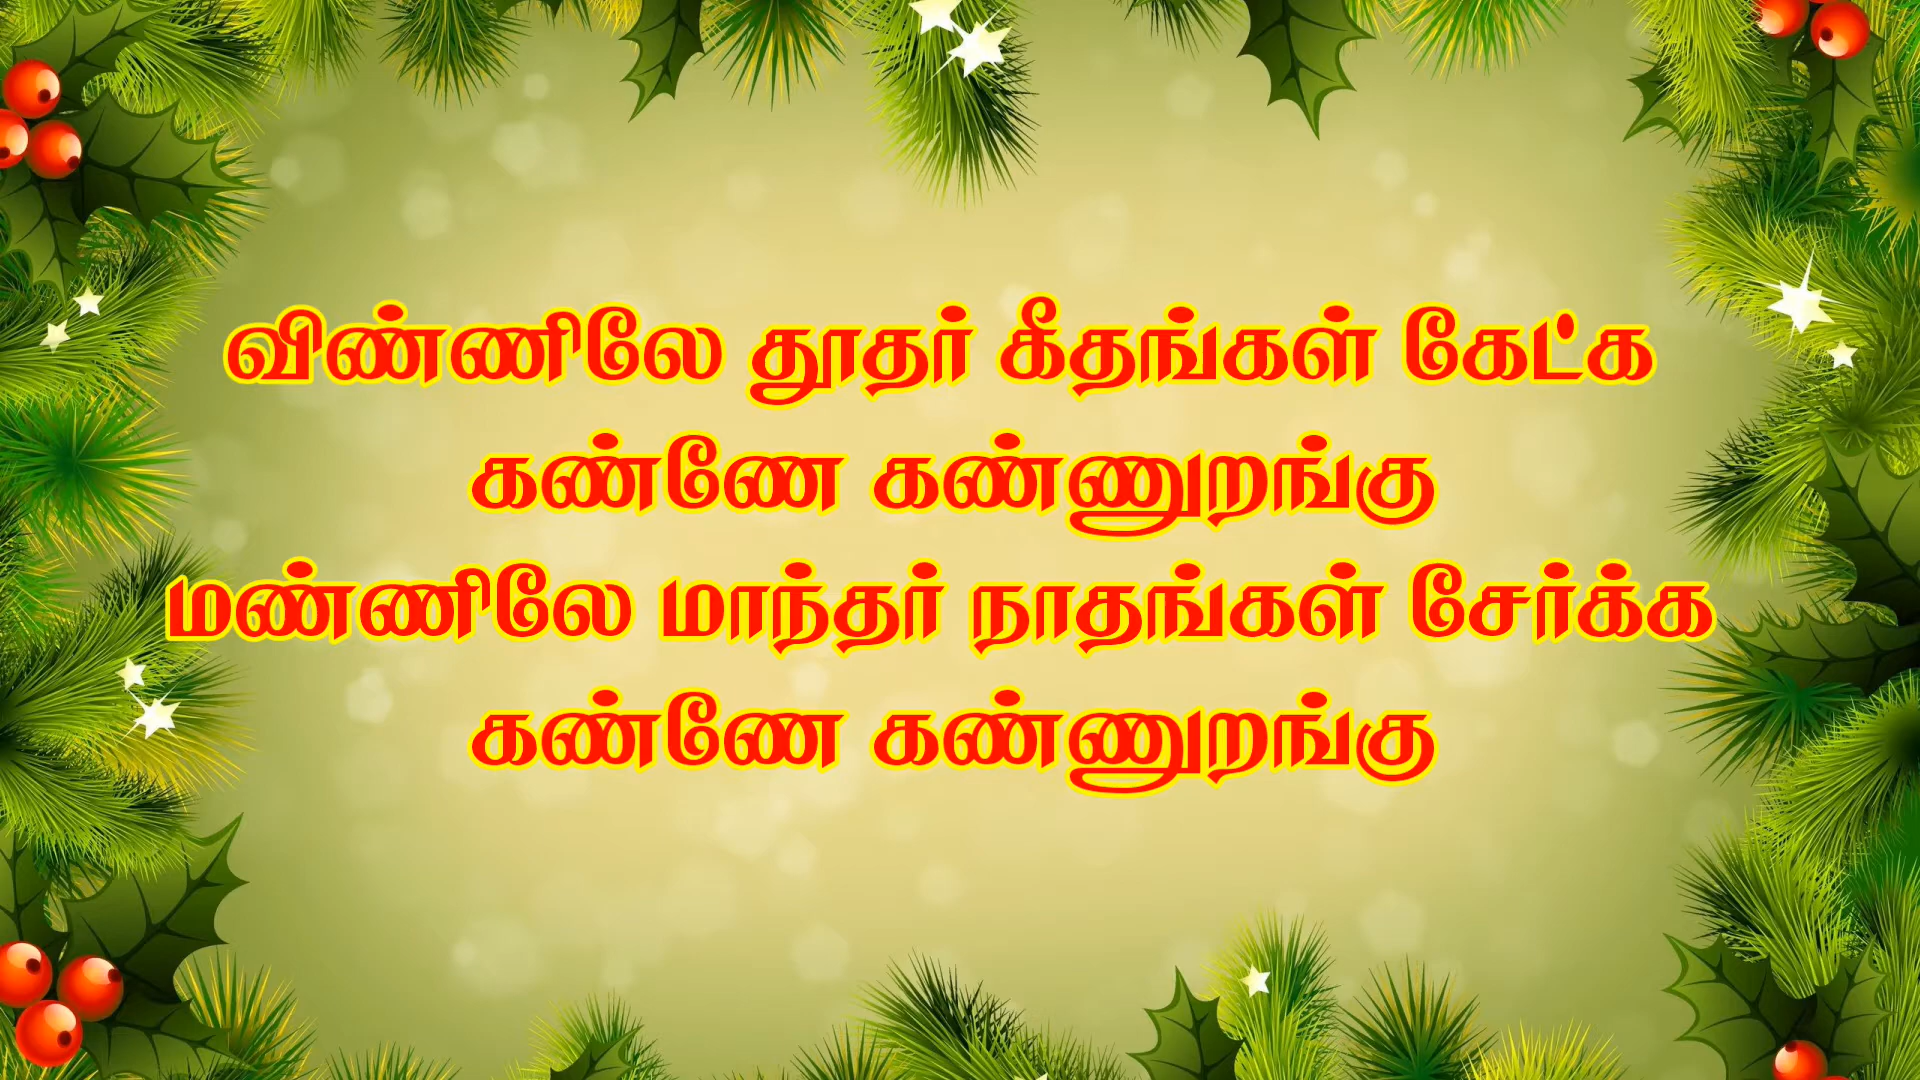 விண்ணிலே தூதர் கீதங்கள் கேட்க
கண்ணே கண்ணுறங்கு
மண்ணிலே மாந்தர் நாதங்கள் சேர்க்க
கண்ணே கண்ணுறங்கு